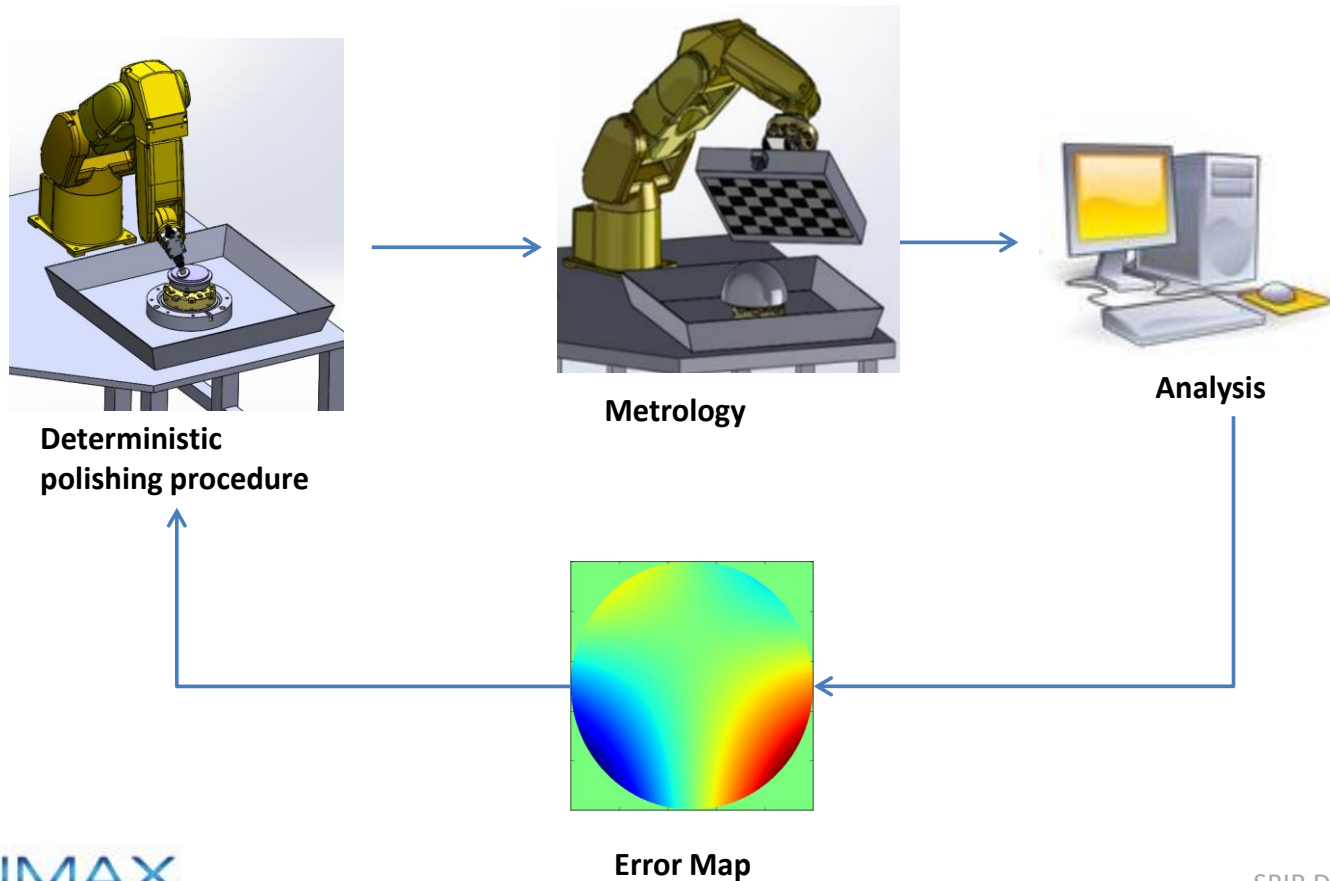 Deterministic
polishing procedure
Metrology
Analysis
Error Map